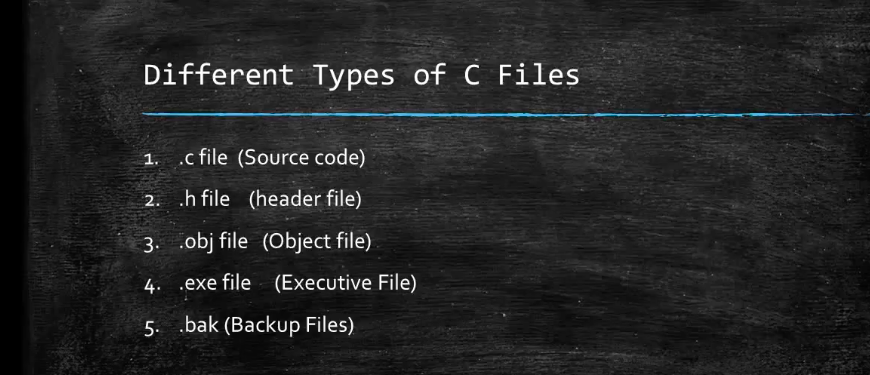 Different Types of C Files
1. .c file (Source code)
2. .h file (header file)
3. .obj file (Object file)
4. .exe file (Executive File)
5. .bak (Backup Files)